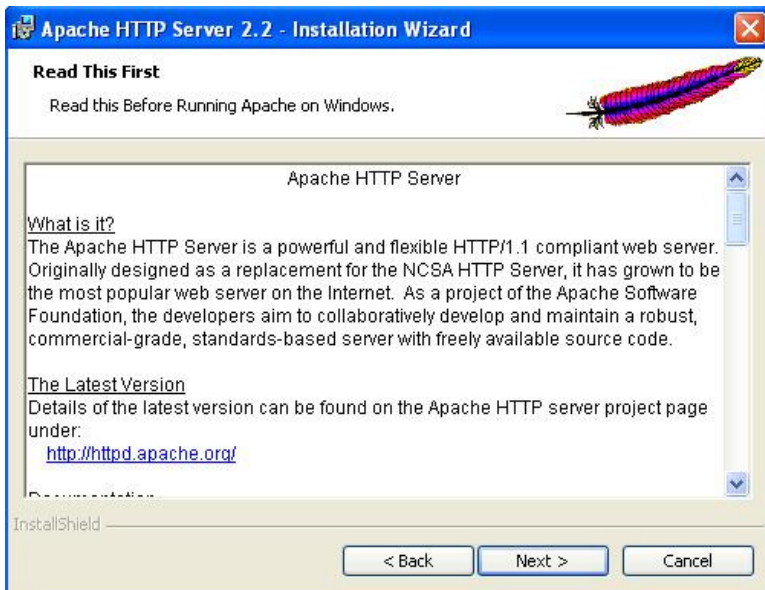 Apache HTTP Server 2.2 - Installation Wizard
Read This First
Read this Before Running Apache on Windows.
Apache HTTP Server
What is it?
The Apache HTTP Server is a powerful and flexible HTTP/1.1 compliant web server.
Originally designed as a replacement for the NCSA HTTP Server, it has grown to be
the most popular web server on the Internet.  As a project of the Apache Software
Foundation, the developers aim to collaboratively develop and maintain a robust,
commercial-grade, standards-based server with freely available source code.
The Latest Version
Details of the latest version can be found on the Apache HTTP server project page
under:
http://httpd.apache.org/
InstallShield
< Back
Next >
Cancel